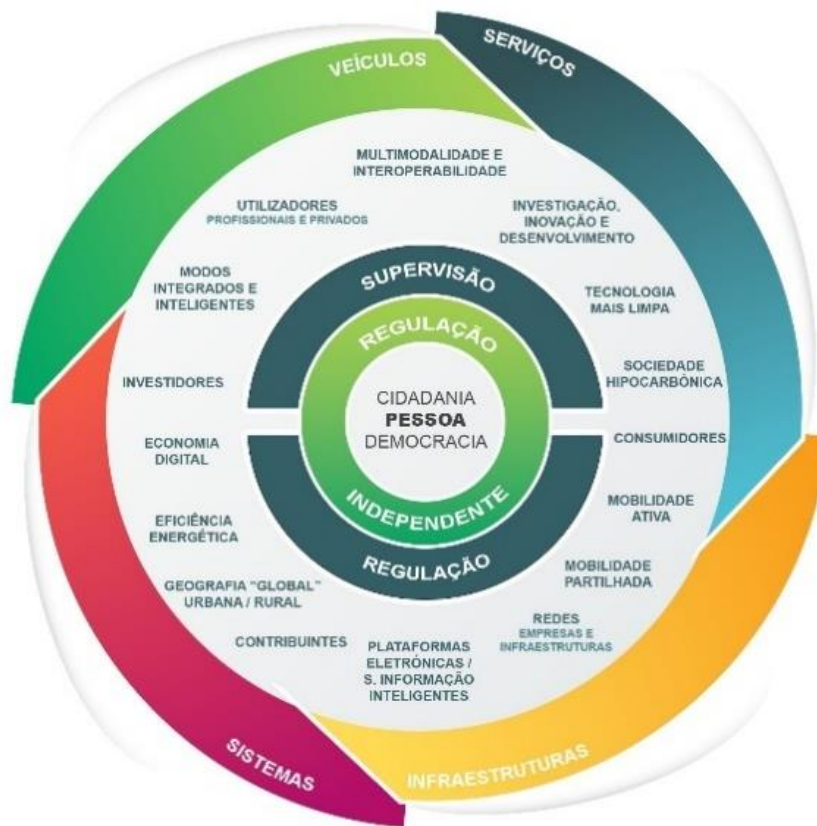 VEÍCULOS
SERVIÇOS
MULTIMODALIDADE E
INTEROPERABILIDADE
UTILIZADORES
PROFISSIONAIS E PRIVADOS
INVESTIGAÇÃO,
INOVAÇÃO E
DESENVOLVIMENTO
MODOS
INTEGRADOS E
INTELIGENTES
SUPERVISÃO
TECNOLOGIA
MAIS LIMPA
REGULAÇÃO
INVESTIDORES
SOCIEDADE
HIPOCARBÓNICA
CIDADANIA
PESSOA
DEMOCRACIA
ECONOMIA
DIGITAL
CONSUMIDORES
INDEPENDENTE
MOBILIDADE
ATIVA
EFICIÊNCIA
ENERGÉTICA
REGULAÇÃO
MOBILIDADE
PARTILHADA
GEOGRAFIA "GLOBAL"
URBANA / RURAL
REDES
EMPRESAS E
INFRAESTRUTURAS
CONTRIBUINTES
PLATAFORMAS
ELETRÓNICAS /
S. INFORMAÇÃO
INTELIGENTES
SISTEMAS
INFRAESTRUTURAS